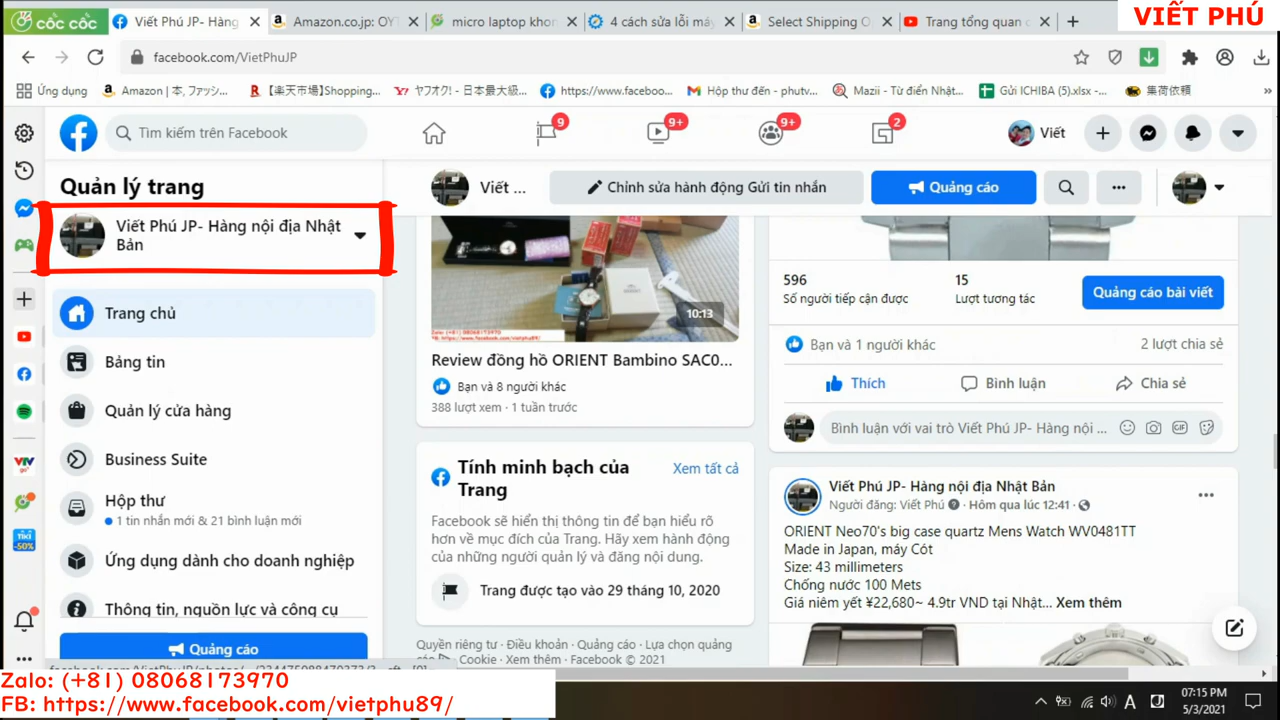 cốc cốc
Viết Phú JP- Hàng
Amazon.co.jp: OYT
micro laptop khon
4 cách sửa lỗi máy
Select Shipping O
Trang tổng quan c
VIẾT PHÚ
facebook.com/VietPhuJP
Ứng dụng
Amazon | 本, ファッシ...
【楽天市場】Shopping...
ヤフオク! - 日本最大級...
https://www.faceboo...
Hộp thư đến - phutv...
Mazii - Từ điển Nhật...
Gửi ICHIBA (5).xlsx -...
集荷依頼
»
Tìm kiếm trên Facebook
9
9+
9+
2
Viết
Quản lý trang
Viết ...
Chỉnh sửa hành động Gửi tin nhắn
Quảng cáo
Viết Phú JP- Hàng nội địa Nhật
Bản
Trang chủ
Bảng tin
Quản lý cửa hàng
Business Suite
Hộp thư
1 tin nhắn mới & 21 bình luận mới
Ứng dụng dành cho doanh nghiệp
Thông tin, nguồn lực và công cụ
Quảng cáo
VTV
go
TIKI
-50%
10:13
Zalo: (+81) 08068173970
FB: https://www.facebook.com/vietphu89/
Review đồng hồ ORIENT Bambino SAC0...
Bạn và 8 người khác
388 lượt xem · 1 tuần trước
Tính minh bạch của
Trang
Xem tất cả
Facebook sẽ hiển thị thông tin để bạn hiểu rõ
hơn về mục đích của Trang. Hãy xem hành động
của những người quản lý và đăng nội dung.
Trang được tạo vào 29 tháng 10, 2020
Quyền riêng tư · Điều khoản · Quảng cáo · Lựa chọn quảng
Cookie · Xem thêm · Facebook © 2021
596
Số người tiếp cận được
15
Lượt tương tác
Quảng cáo bài viết
Bạn và 1 người khác
2 lượt chia sẻ
Thích
Bình luận
Chia sẻ
Bình luận với vai trò Viết Phú JP- Hàng nội ...
GIF
Viết Phú JP- Hàng nội địa Nhật Bản
Người đăng: Viết Phú · Hôm qua lúc 12:41 ·
ORIENT Neo70's big case quartz Mens Watch WV0481TT
Made in Japan, máy Cót
Size: 43 millimeters
Chống nước 100 Mets
Giá niêm yết ¥22,680~ 4.9tr VND tại Nhật... Xem thêm
Zalo: (+81) 08068173970
FB: https://www.facebook.com/vietphu89/
A
07:15 PM
5/3/2021